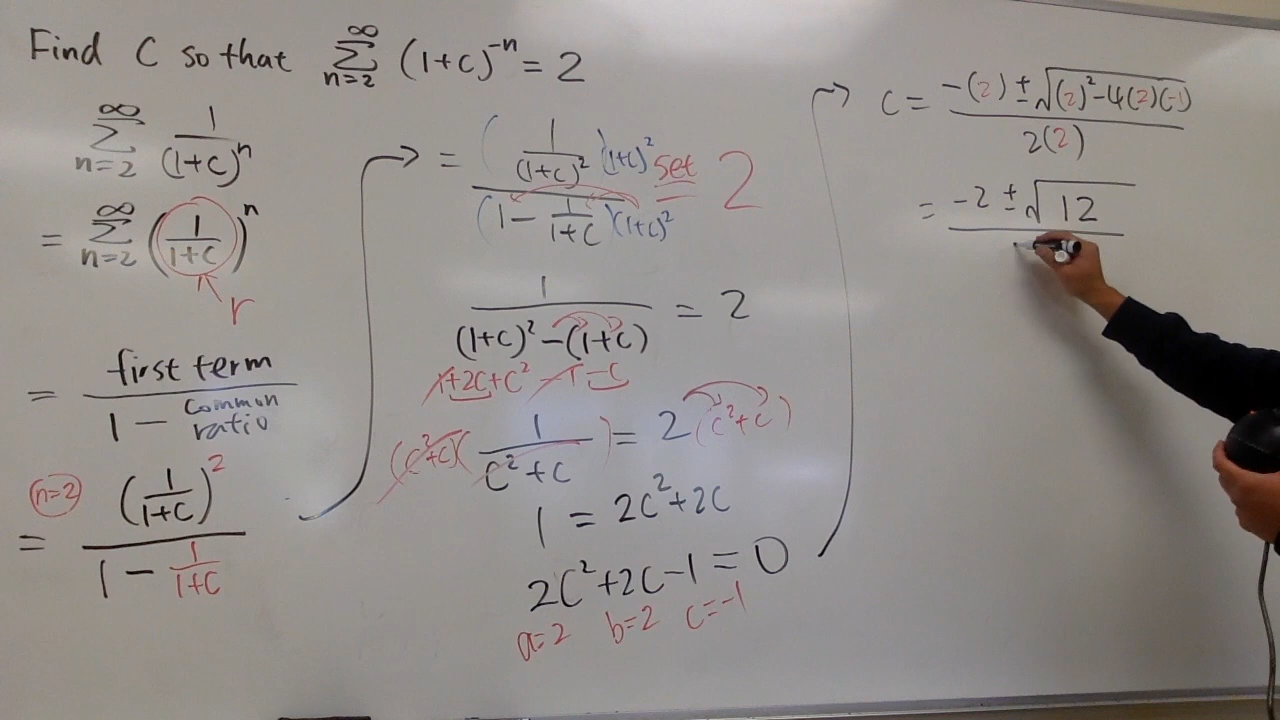 Find C so that ∑_{n=2}^{∞} (1+c)^{-n} = 2
∑_{n=2}^{∞} 1/(1+c)^n
= ∑_{n=2}^{∞} (1/(1+c))^n
r
= first term / (1 - common ratio)
n=2
= (1/(1+c))^2 / (1 - 1/(1+c))
= (1/(1+c)^2)(1+c)^2 / (1 - 1/(1+c))(1+c)^2 set 2
1/((1+c)^2 - (1+c)) = 2
1+2c+c^2 -1-c
(c^2+c)(1/(c^2+c)) = 2(c^2+c)
1 = 2c^2+2c
2c^2+2c-1=0
a=2 b=2 c=-1
c = (-(2) ± √((2)^2-4(2)(-1))) / 2(2)
= -2 ± √12